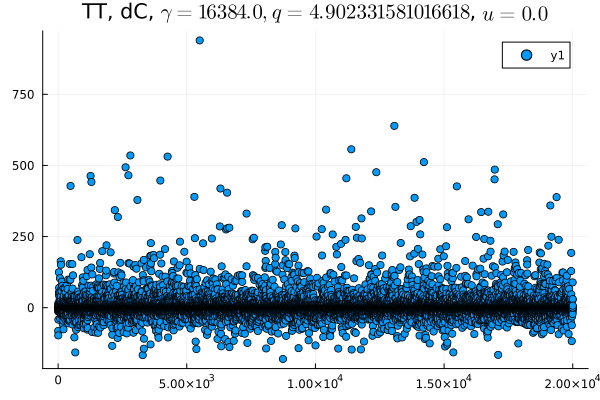 TT, dC, γ = 16384.0, q = 4.902331581016618, u = 0.0
y1
750
500
250
0
0 5.00×10³ 1.00×10⁴ 1.50×10⁴ 2.00×10⁴